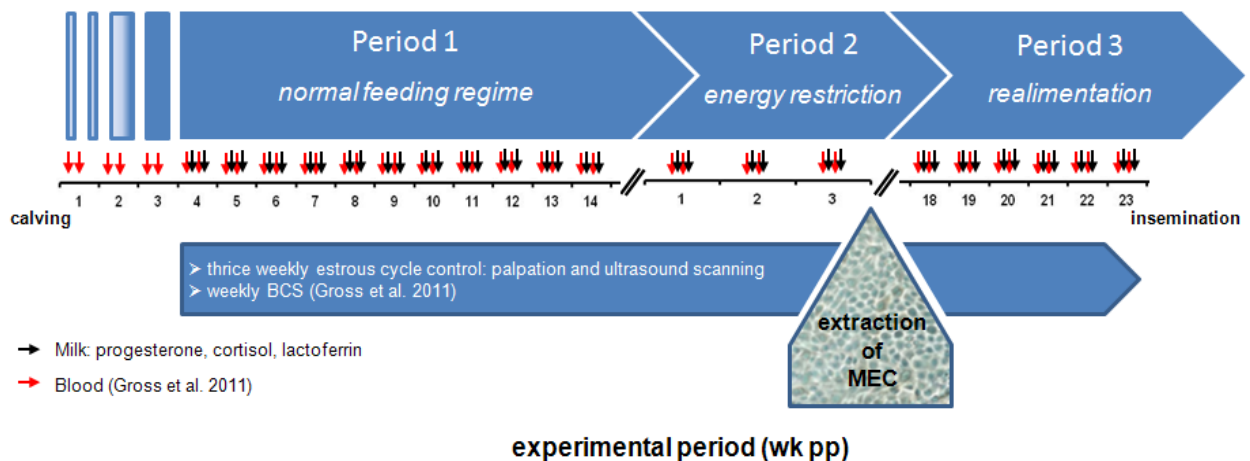 Period 1
normal feeding regime
Period 2
energy restriction
Period 3
realimentation
1 2 3 4 5 6 7 8 9 10 11 12 13 14 1 2 3 18 19 20 21 22 23
calving
insemination
➤ thrice weekly estrous cycle control: palpation and ultrasound scanning
➤ weekly BCS (Gross et al. 2011)
extraction
of
MEC
Milk: progesterone, cortisol, lactoferrin
Blood (Gross et al. 2011)
experimental period (wk pp)